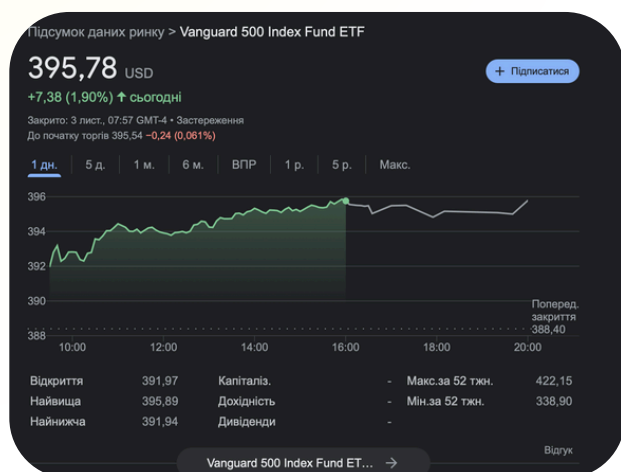 Підсумок даних ринку > Vanguard 500 Index Fund ETF
395,78 USD
+ Підписатися
+7,38 (1,90%) ↑ сьогодні
Закрито: 3 лист., 07:57 GMT-4 • Застереження
До початку торгів 395,54 −0,24 (0,061%)
1 дн. 5 д. 1 м. 6 м. ВПР 1 р. 5 р. Макс.
396
394
392
390
388
Поперед.
закриття
388,40
10:00 12:00 14:00 16:00 18:00 20:00
Відкриття 391,97 Капіталіз. - Макс.за 52 тжн. 422,15
Найвища 395,89 Дохідність - Мін.за 52 тжн. 338,90
Найнижча 391,94 Дивіденди -
Відгук
Vanguard 500 Index Fund ET... →